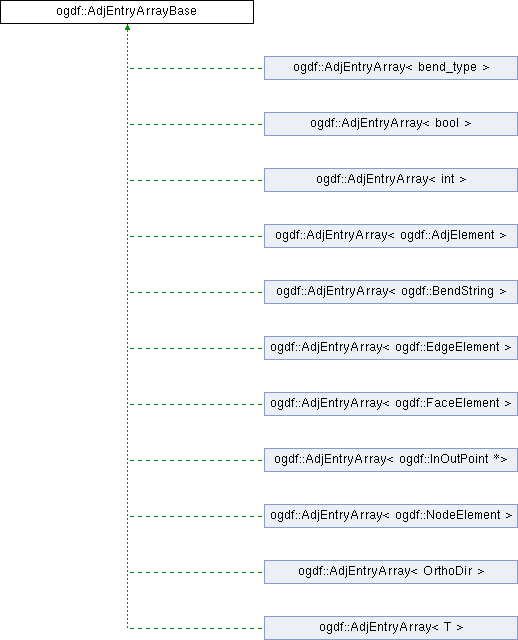 ogdf::AdjEntryArrayBase
ogdf::AdjEntryArray< bend_type >
ogdf::AdjEntryArray< bool >
ogdf::AdjEntryArray< int >
ogdf::AdjEntryArray< ogdf::AdjElement >
ogdf::AdjEntryArray< ogdf::BendString >
ogdf::AdjEntryArray< ogdf::EdgeElement >
ogdf::AdjEntryArray< ogdf::FaceElement >
ogdf::AdjEntryArray< ogdf::InOutPoint *>
ogdf::AdjEntryArray< ogdf::NodeElement >
ogdf::AdjEntryArray< OrthoDir >
ogdf::AdjEntryArray< T >